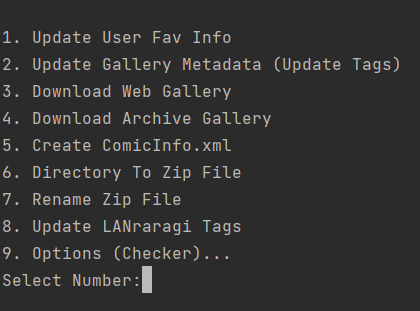 1. Update User Fav Info
2. Update Gallery Metadata (Update Tags)
3. Download Web Gallery
4. Download Archive Gallery
5. Create ComicInfo.xml
6. Directory To Zip File
7. Rename Zip File
8. Update LANraragi Tags
9. Options (Checker)...
Select Number: